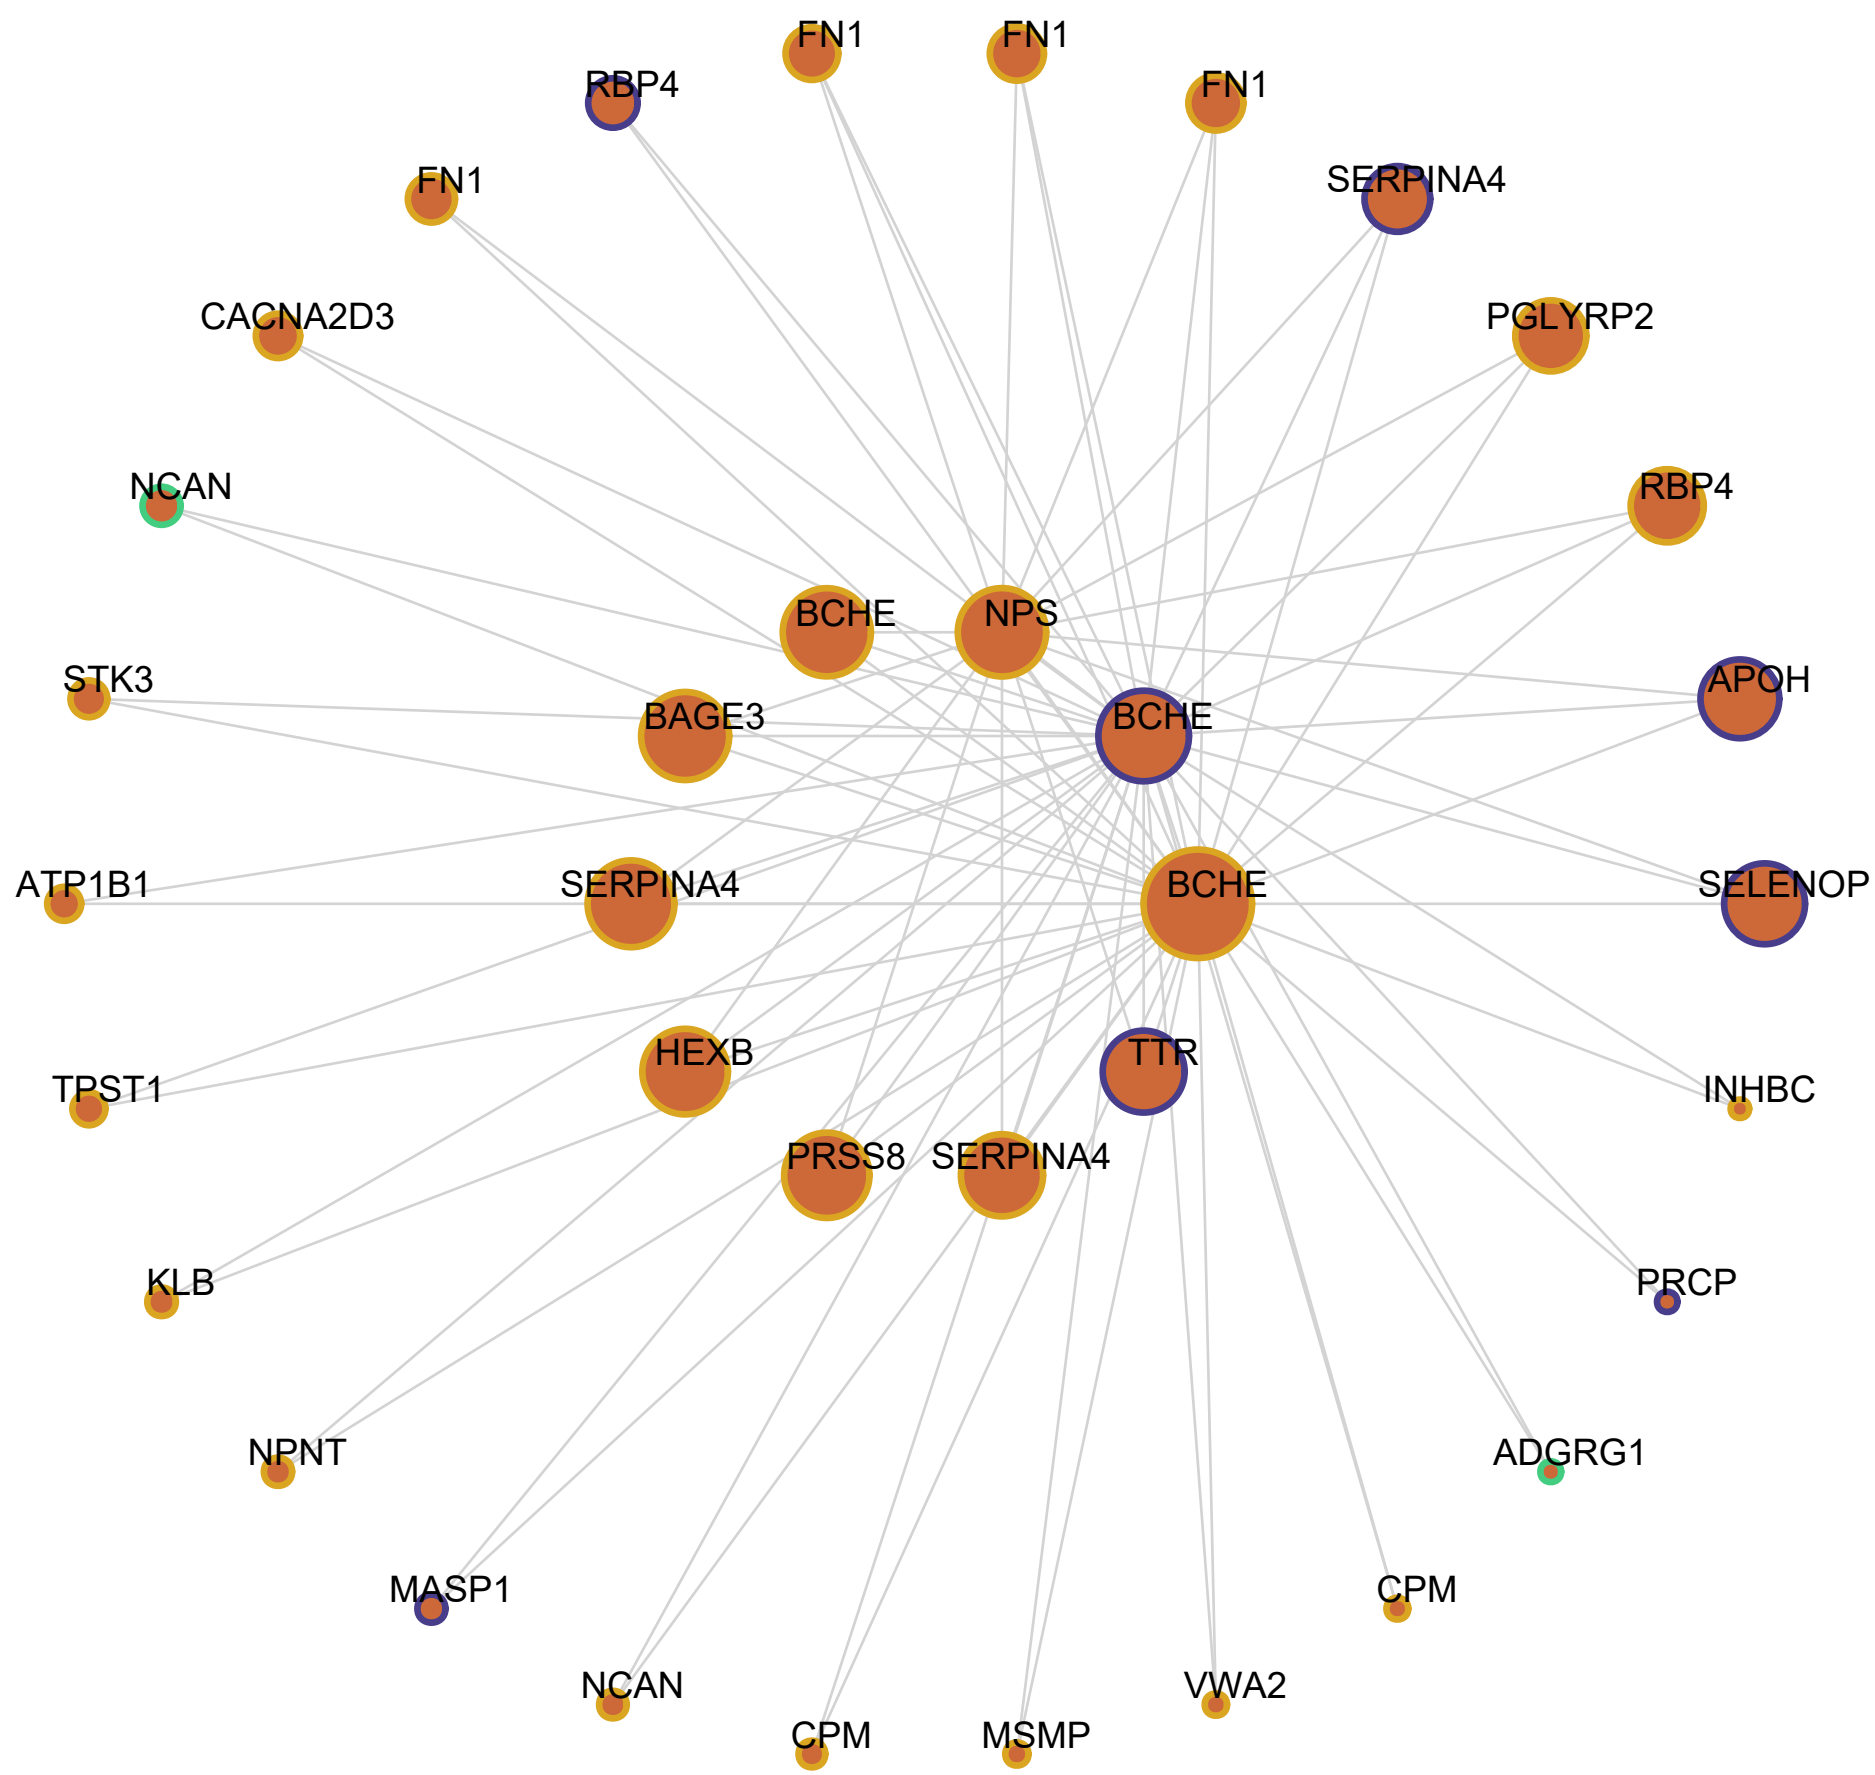 FN1
FN1
RBP4
FN1
FN1
SERPINA4
CACNA2D3
PGLYRP2
NCAN
RBP4
BCHE
NPS
STK3
BAGE3
BCHE
APOH
ATP1B1
SERPINA4
BCHE
SELENOP
HEXB
TTR
TPST1
INHBC
PRSS8
SERPINA4
KLB
PRCP
NPNT
ADGRG1
MASP1
CPM
NCAN
VWA2
CPM
MSMP